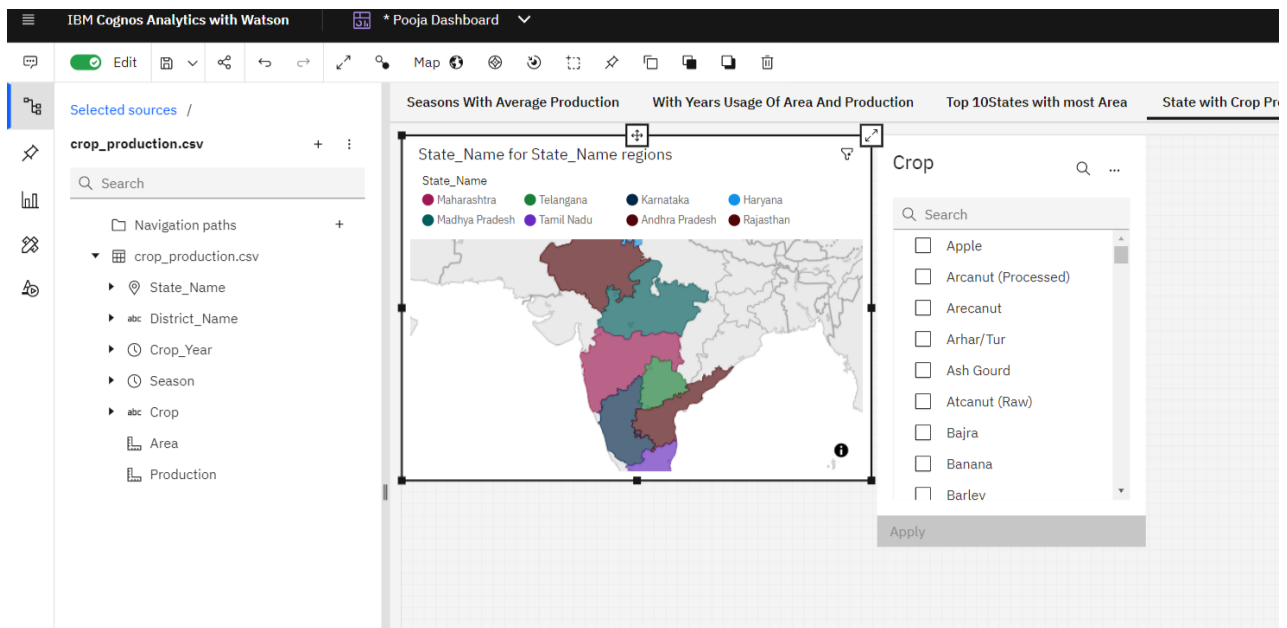 IBM Cognos Analytics with Watson
* Pooja Dashboard
Edit
Map
Selected sources /
crop_production.csv
Search
Navigation paths
crop_production.csv
State_Name
abc District_Name
Crop_Year
Season
abc Crop
Area
Production
Seasons With Average Production
With Years Usage Of Area And Production
Top 10States with most Area
State with Crop Pr
State_Name for State_Name regions
State_Name
Maharashtra Telangana Karnataka Haryana
Madhya Pradesh Tamil Nadu Andhra Pradesh Rajasthan
Crop
Search
Apple
Arcanut (Processed)
Arecanut
Arhar/Tur
Ash Gourd
Atcanut (Raw)
Bajra
Banana
Barley
Apply